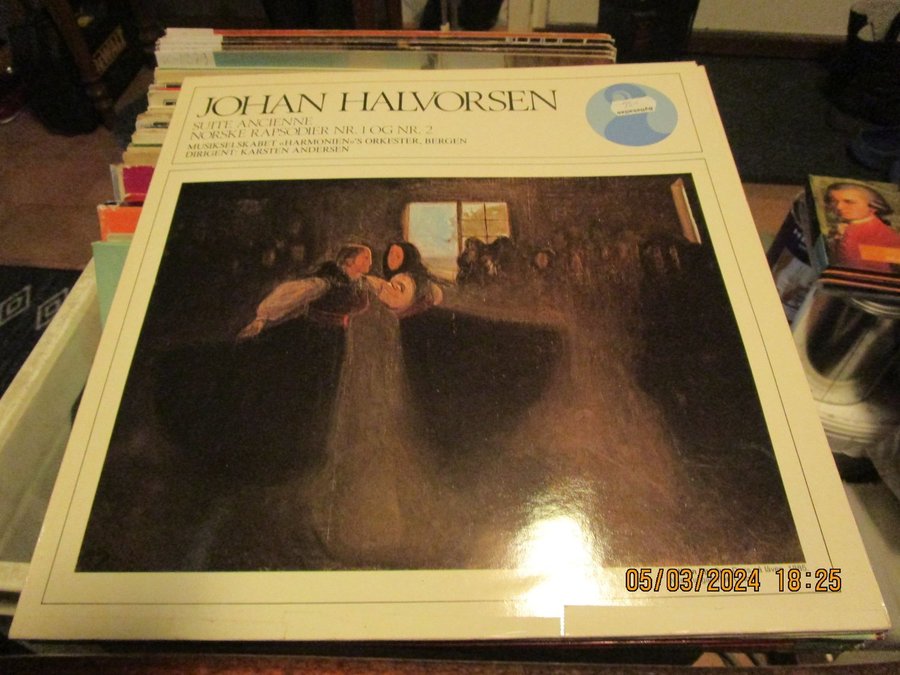 JOHAN HALVORSEN
SUITE ANCIENNE
NORSKE RAPSODIER NR. 1 OG NR. 2
MUSIKSELSKABET «HARMONIEN»'S ORKESTER, BERGEN
DIRIGENT: KARSTEN ANDERSEN
05/03/2024 18:25